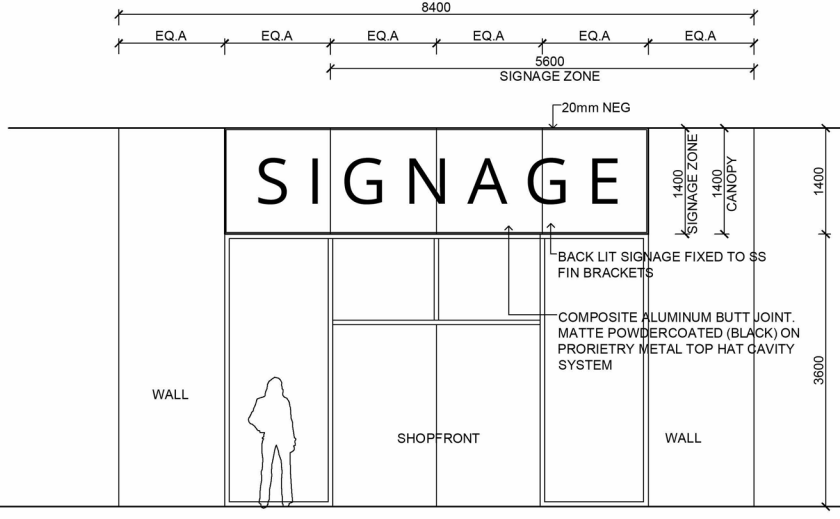 8400
EQ.A EQ.A EQ.A EQ.A EQ.A EQ.A
5600
SIGNAGE ZONE
20mm NEG
SIGNAGE
1400
SIGNAGE ZONE
1400
CANOPY
1400
BACK LIT SIGNAGE FIXED TO SS
FIN BRACKETS
COMPOSITE ALUMINUM BUTT JOINT.
MATTE POWDERCOATED (BLACK) ON
PRORIETRY METAL TOP HAT CAVITY
SYSTEM
3600
WALL
SHOPFRONT
WALL